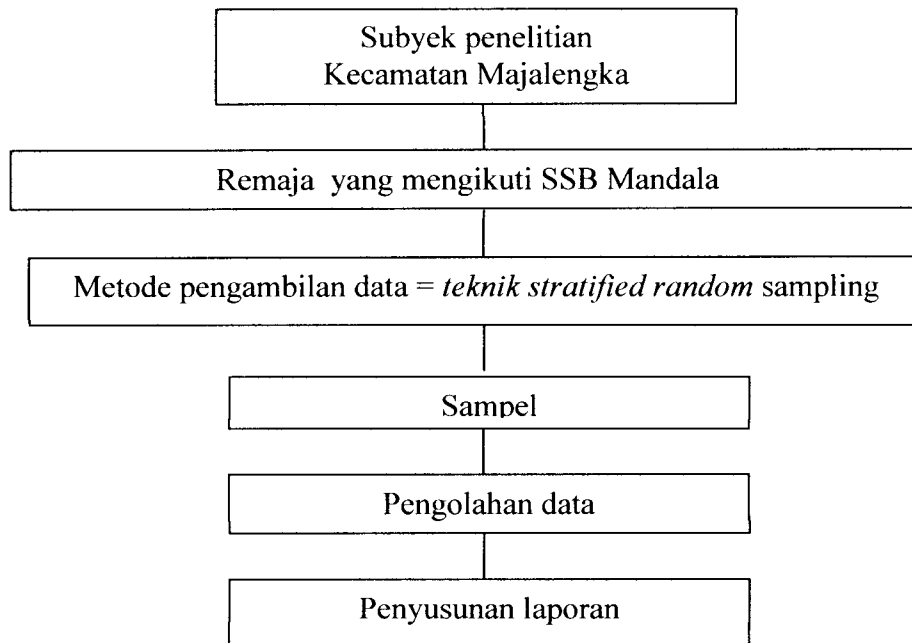 Subyek penelitian
Kecamatan Majalengka
Remaja yang mengikuti SSB Mandala
Metode pengambilan data = teknik stratified random sampling
Sampel
Pengolahan data
Penyusunan laporan